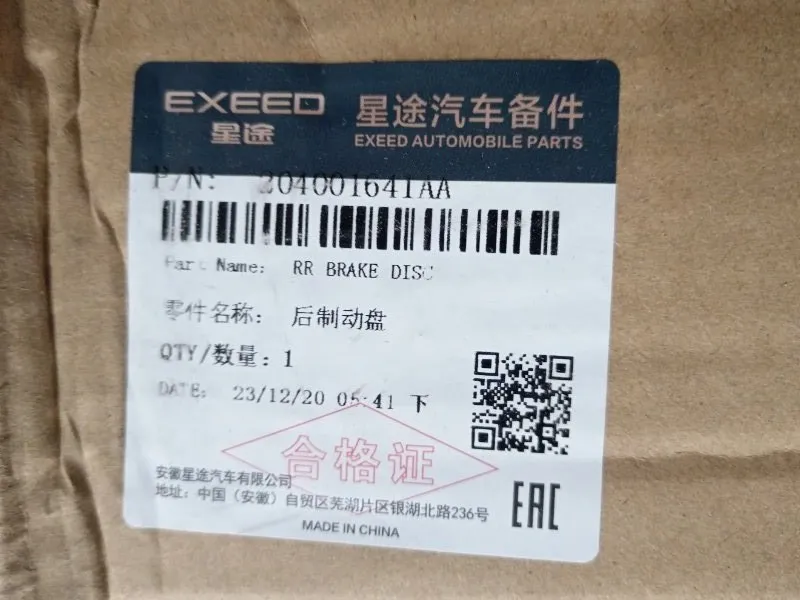 EXEED
星途
星途汽车备件
EXEED AUTOMOBILE PARTS
P/N: 204001641AA
Part Name: RR BRAKE DISC
零件名称: 后制动盘
QTY/数量: 1
DATE: 23/12/20 05:41 下
合格证
安徽星途汽车有限公司
地址: 中国（安徽）自贸区芜湖片区银湖北路236号
EAC
MADE IN CHINA